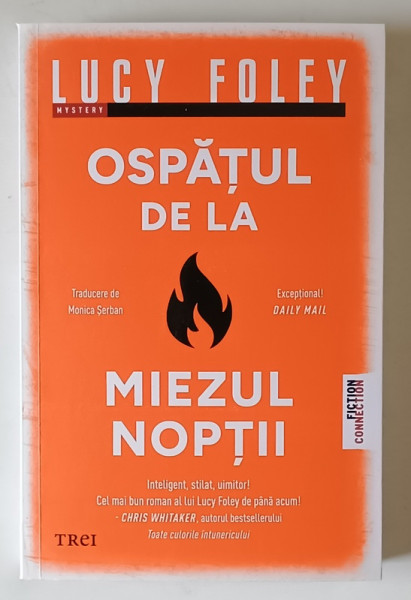 LUCY FOLEY
MYSTERY
OSPĂȚUL
DE LA
Traducere de
Monica Șerban
Excepțional!
DAILY MAIL
MIEZUL
NOPȚII
FICTION
CONNECTION
Inteligent, stilat, uimitor!
Cel mai bun roman al lui Lucy Foley de până acum!
- CHRIS WHITAKER, autorul bestsellerului
Toate culorile întunericului
TREI